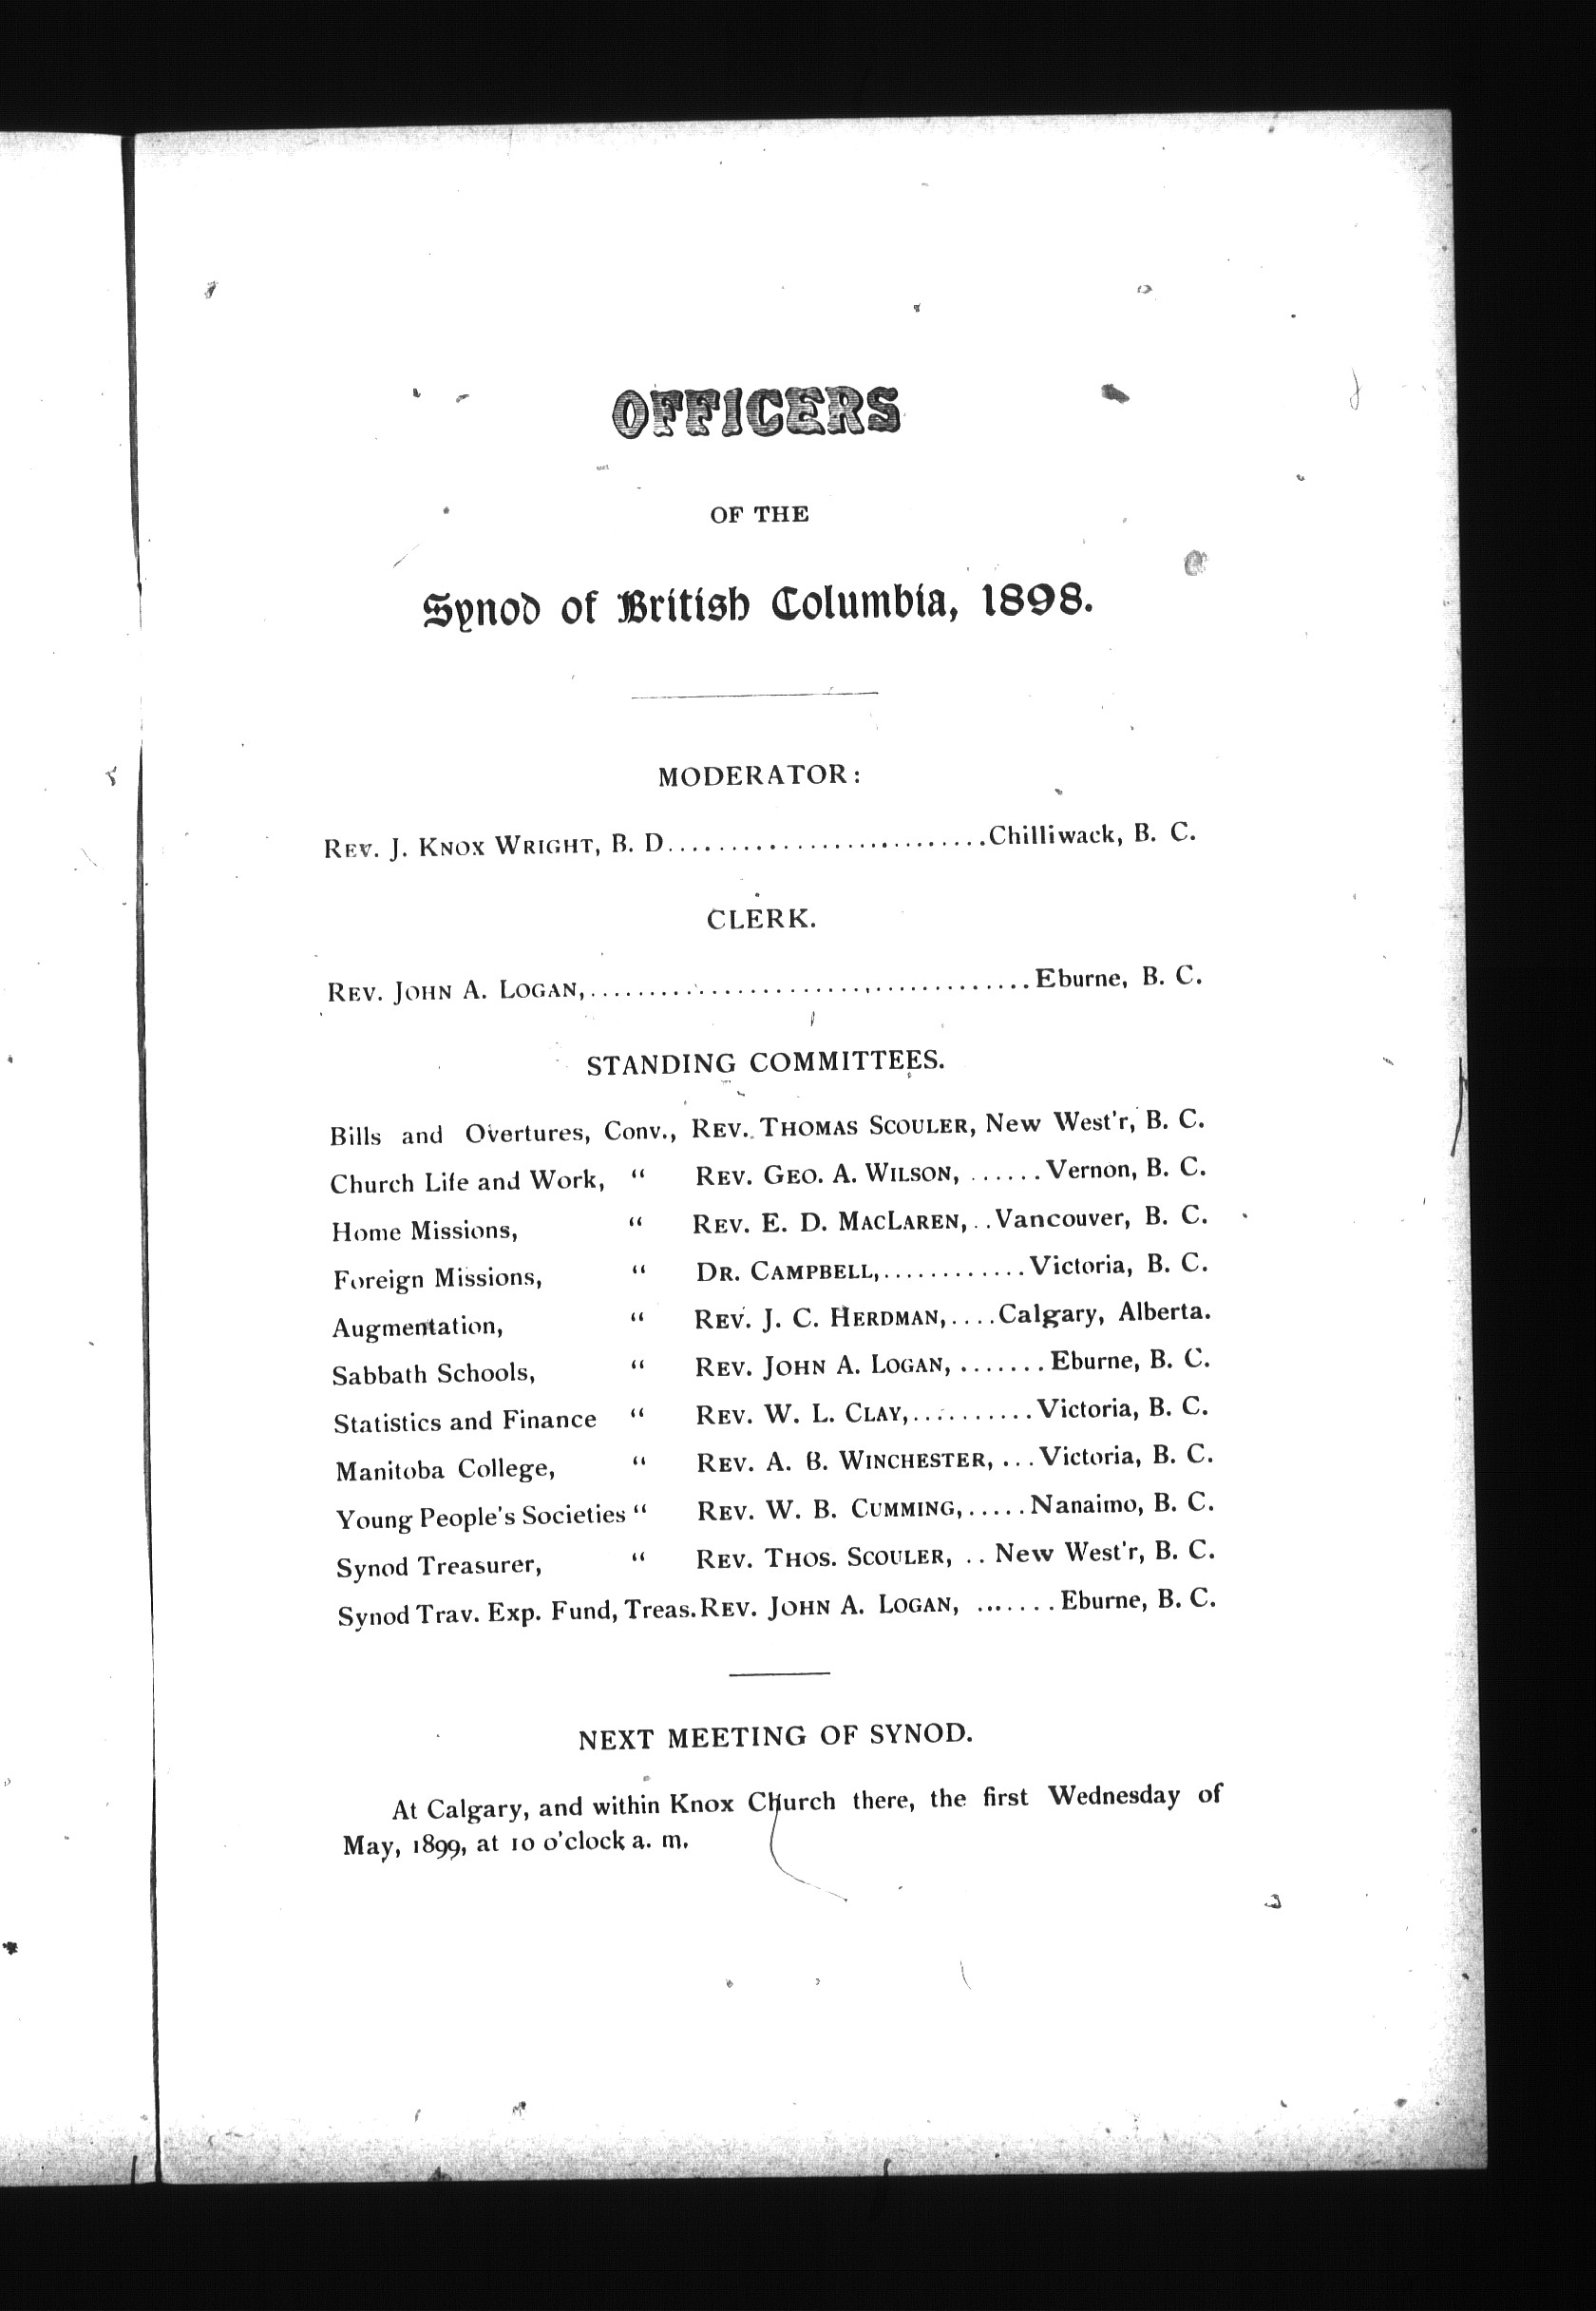 OFFICERS
OF THE
Synod of British Columbia, 1898.
MODERATOR:
REV. J. KNOX WRIGHT, B. D..........................Chilliwack, B. C.
CLERK.
REV. JOHN A. LOGAN,...................................Eburne, B. C.
STANDING COMMITTEES.
Bills and Overtures, Conv., REV. THOMAS SCOULER, New West'r, B. C.
Church Life and Work, “ REV. GEO. A. WILSON, ......Vernon, B. C.
Home Missions, “ REV. E. D. MACLAREN,..Vancouver, B. C.
Foreign Missions, “ DR. CAMPBELL,............Victoria, B. C.
Augmentation, “ REV. J. C. HERDMAN,....Calgary, Alberta.
Sabbath Schools, “ REV. JOHN A. LOGAN, .......Eburne, B. C.
Statistics and Finance “ REV. W. L. CLAY,..........Victoria, B. C.
Manitoba College, “ REV. A. B. WINCHESTER, ...Victoria, B. C.
Young People's Societies “ REV. W. B. CUMMING,.....Nanaimo, B. C.
Synod Treasurer, “ REV. THOS. SCOULER, .. New West'r, B. C.
Synod Trav. Exp. Fund, Treas. REV. JOHN A. LOGAN, .......Eburne, B. C.
NEXT MEETING OF SYNOD.
At Calgary, and within Knox Church there, the first Wednesday of
May, 1899, at 10 o'clock a. m.